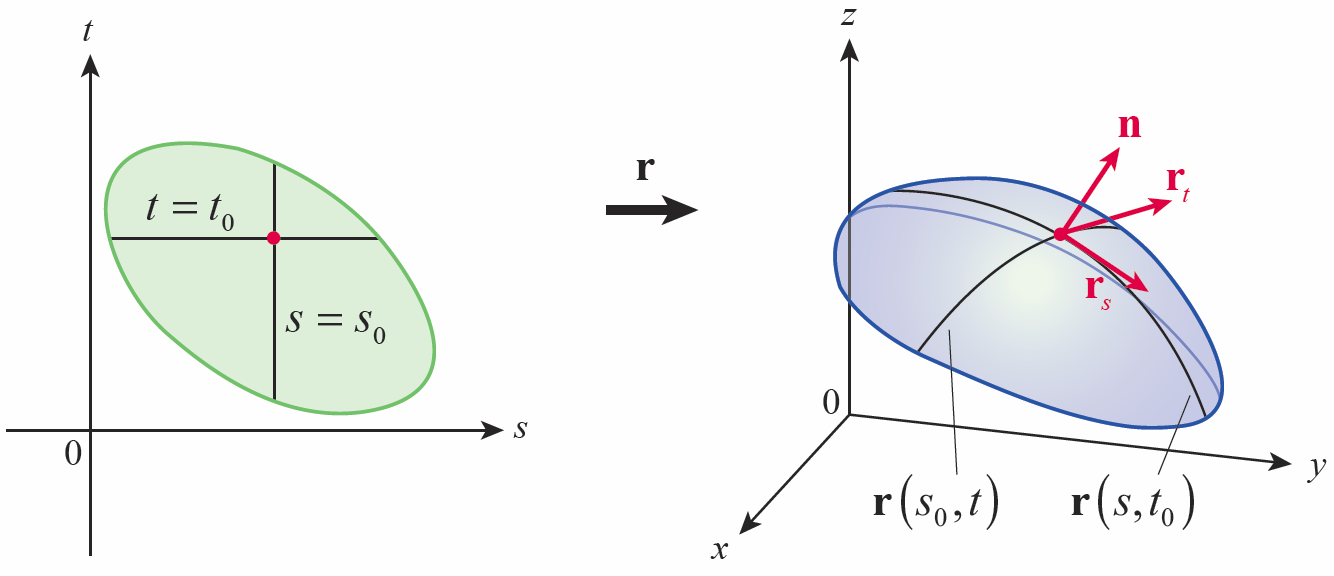 t
t = t₀
s = s₀
0
s
r
z
n
rₜ
rₛ
0
y
x
r(s₀, t)
r(s, t₀)